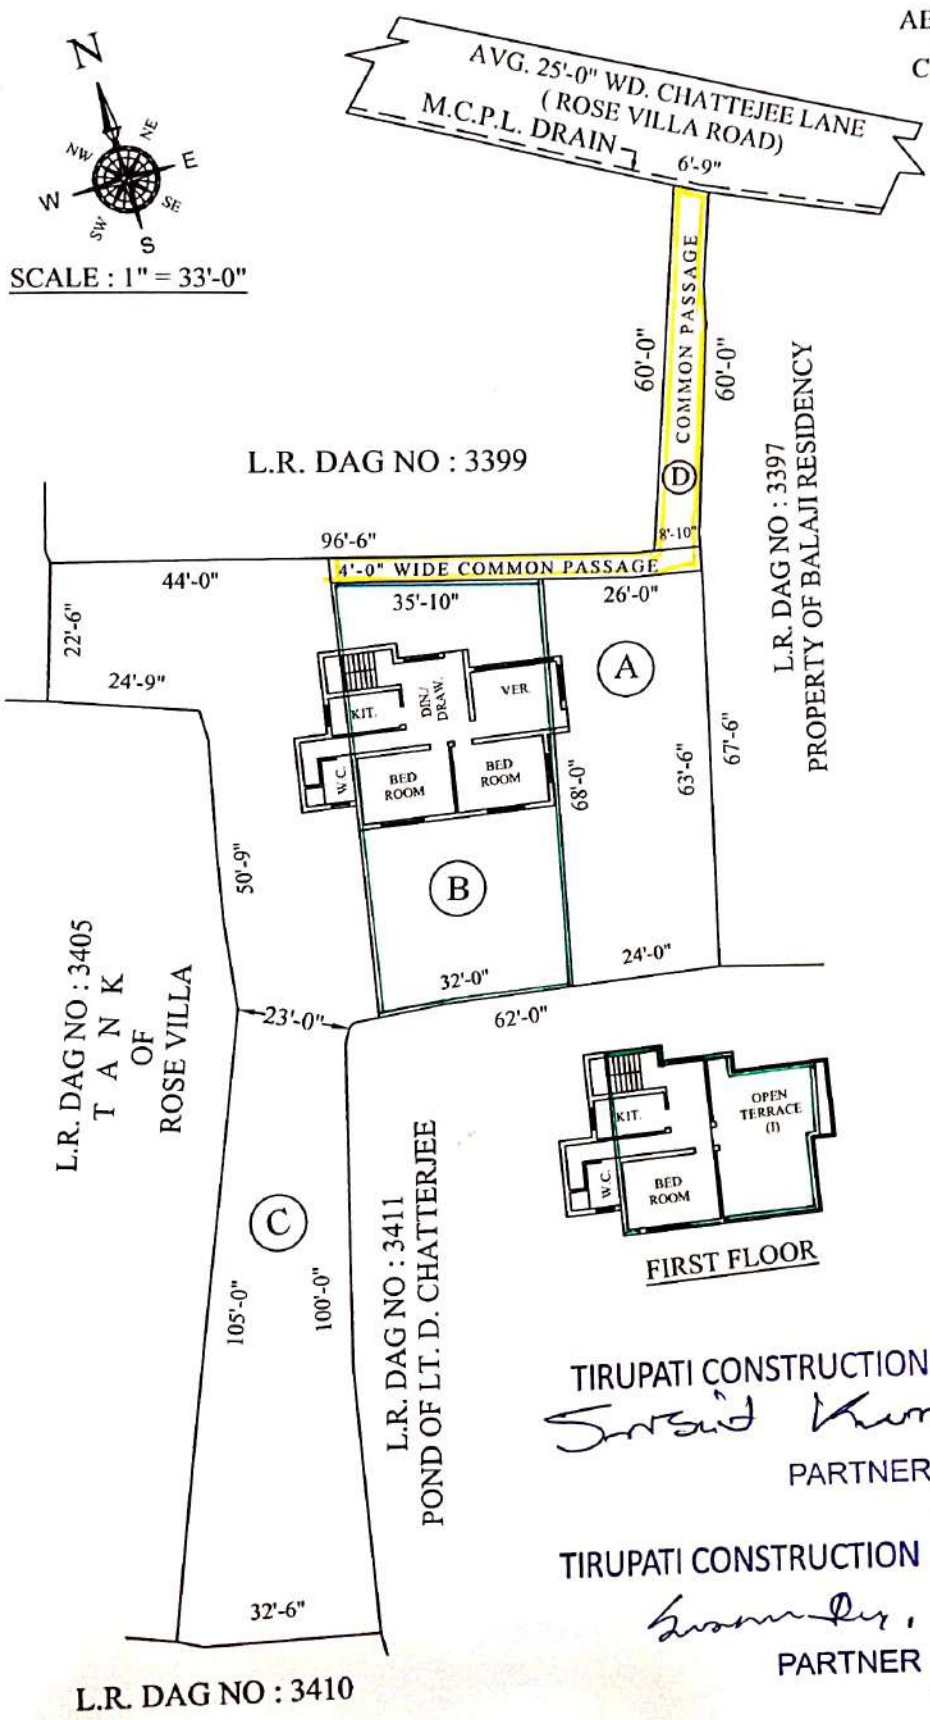 AE
C
N
NE
E
SE
S
SW
W
NW
SCALE : 1" = 33'-0"
AVG. 25'-0" WD. CHATTEJEE LANE
( ROSE VILLA ROAD)
M.C.P.L. DRAIN
6'-9"
COMMON PASSAGE
60'-0"
60'-0"
D
8'-10"
L.R. DAG NO : 3397
PROPERTY OF BALAJI RESIDENCY
L.R. DAG NO : 3399
96'-6"
4'-0" WIDE COMMON PASSAGE
44'-0"
35'-10"
26'-0"
22'-6"
24'-9"
A
KIT.
DIN./
DRAW.
VER.
W.C.
BED
ROOM
BED
ROOM
68'-0"
63'-6"
67'-6"
50'-9"
B
32'-0"
24'-0"
62'-0"
23'-0"
L.R. DAG NO : 3405
T A N K
OF
ROSE VILLA
KIT.
OPEN
TERRACE
(1)
W.C.
BED
ROOM
FIRST FLOOR
C
L.R. DAG NO : 3411
POND OF LT. D. CHATTERJEE
105'-0"
100'-0"
32'-6"
L.R. DAG NO : 3410
TIRUPATI CONSTRUCTION
PARTNER
TIRUPATI CONSTRUCTION
PARTNER